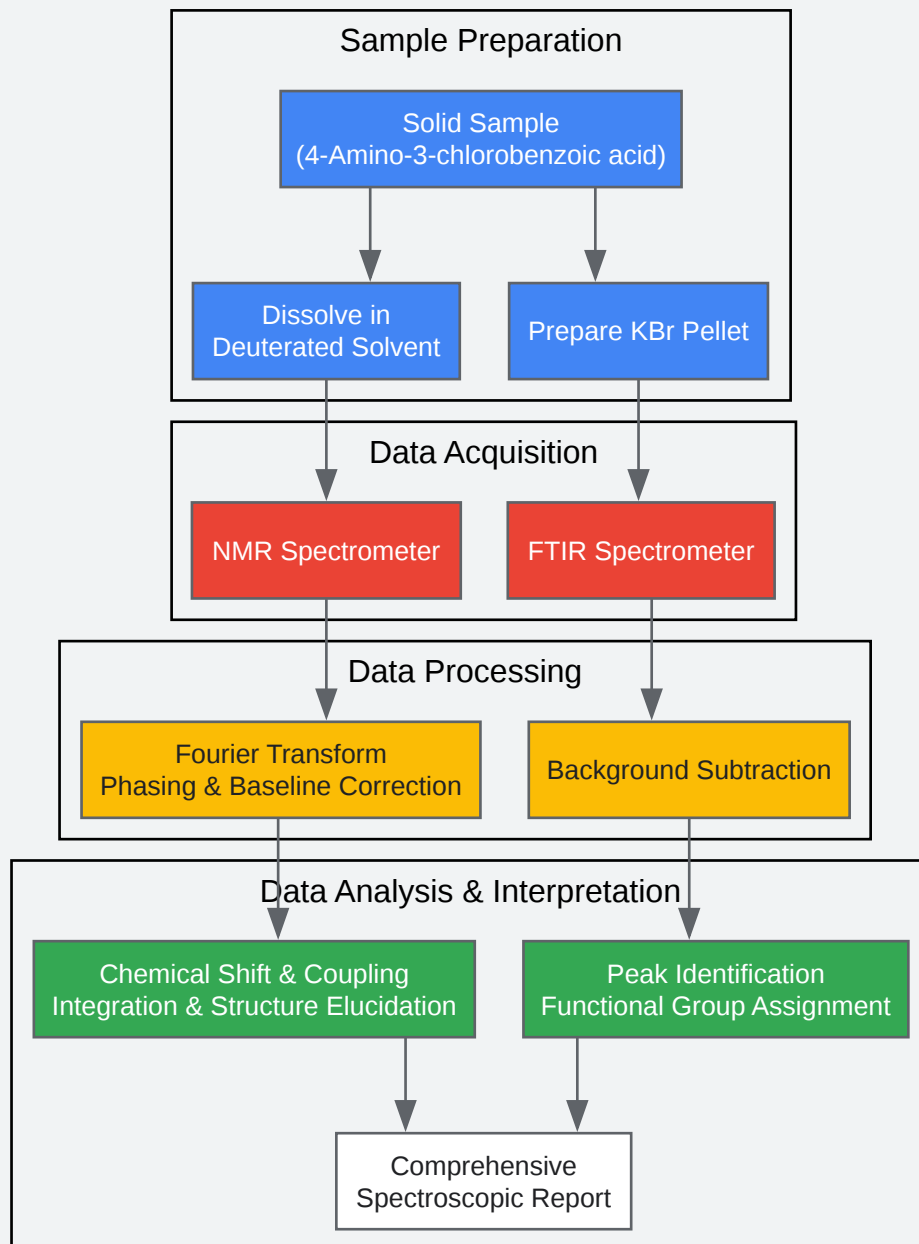 Sample Preparation
Solid Sample
(4-Amino-3-chlorobenzoic acid)
Dissolve in
Deuterated Solvent
Prepare KBr Pellet
Data Acquisition
NMR Spectrometer
FTIR Spectrometer
Data Processing
Fourier Transform
Phasing & Baseline Correction
Background Subtraction
Data Analysis & Interpretation
Chemical Shift & Coupling
Integration & Structure Elucidation
Peak Identification
Functional Group Assignment
Comprehensive
Spectroscopic Report